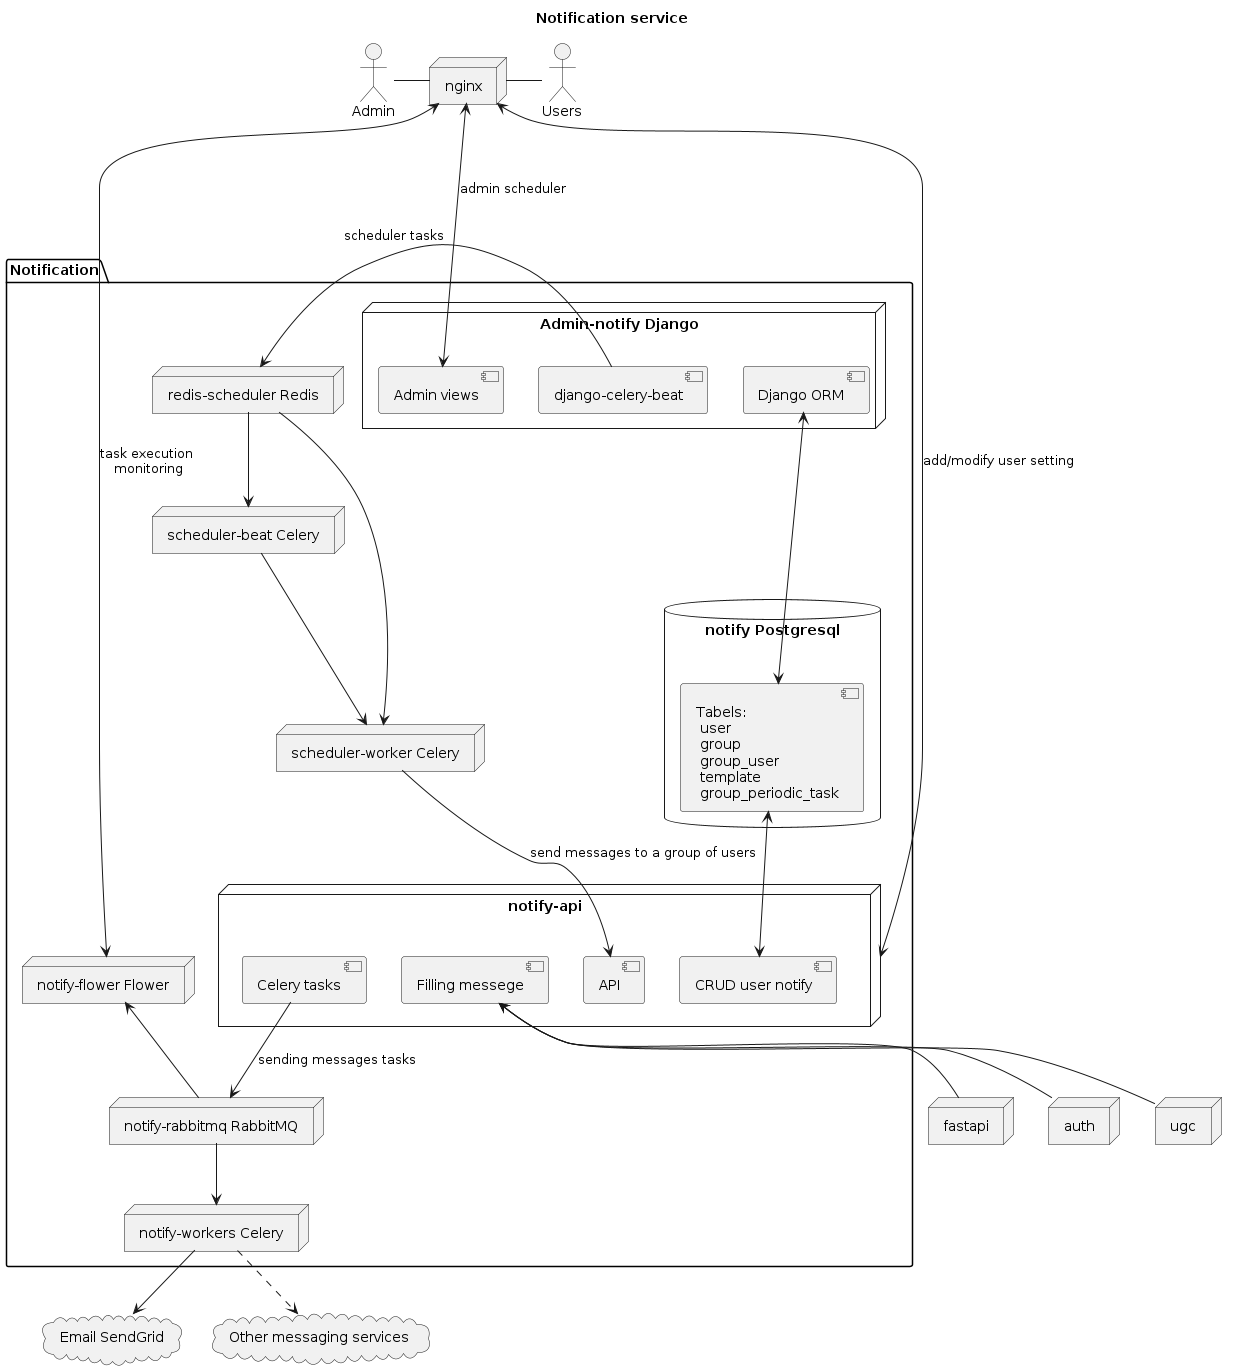 Notification service
Admin
nginx
Users
admin scheduler
scheduler tasks
Notification
Admin-notify Django
redis-scheduler Redis
Admin views
django-celery-beat
Django ORM
task execution
monitoring
add/modify user setting
scheduler-beat Celery
notify Postgresql
Tabels:
user
group
group_user
template
group_periodic_task
scheduler-worker Celery
send messages to a group of users
notify-api
notify-flower Flower
Celery tasks
Filling messege
API
CRUD user notify
sending messages tasks
notify-rabbitmq RabbitMQ
fastapi
auth
ugc
notify-workers Celery
Email SendGrid
Other messaging services